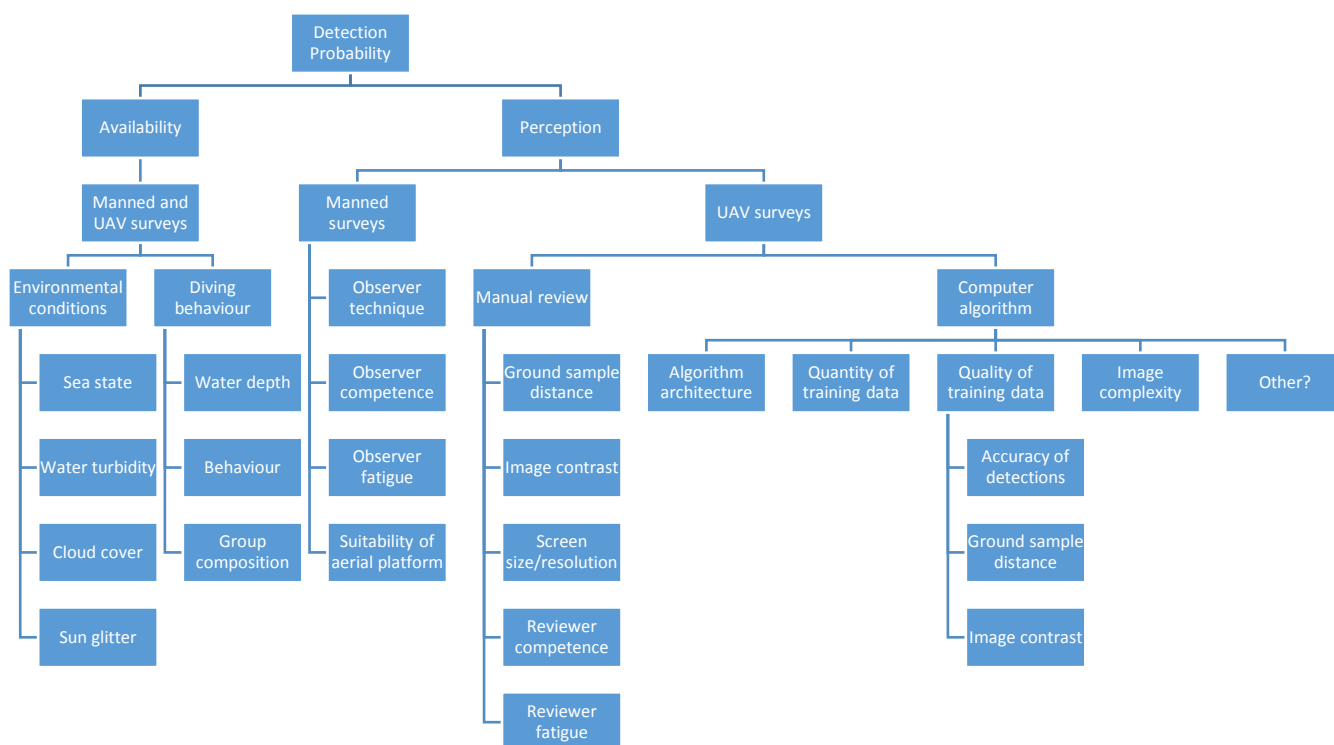 Detection
Probability
Availability
Perception
Manned and
UAV surveys
Manned
surveys
UAV surveys
Environmental
conditions
Diving
behaviour
Observer
technique
Manual review
Computer
algorithm
Sea state
Water depth
Observer
competence
Ground sample
distance
Algorithm
architecture
Quantity of
training data
Quality of
training data
Image
complexity
Other?
Water turbidity
Behaviour
Observer
fatigue
Image contrast
Accuracy of
detections
Cloud cover
Group
composition
Suitability of
aerial platform
Screen
size/resolution
Ground sample
distance
Sun glitter
Reviewer
competence
Image contrast
Reviewer
fatigue